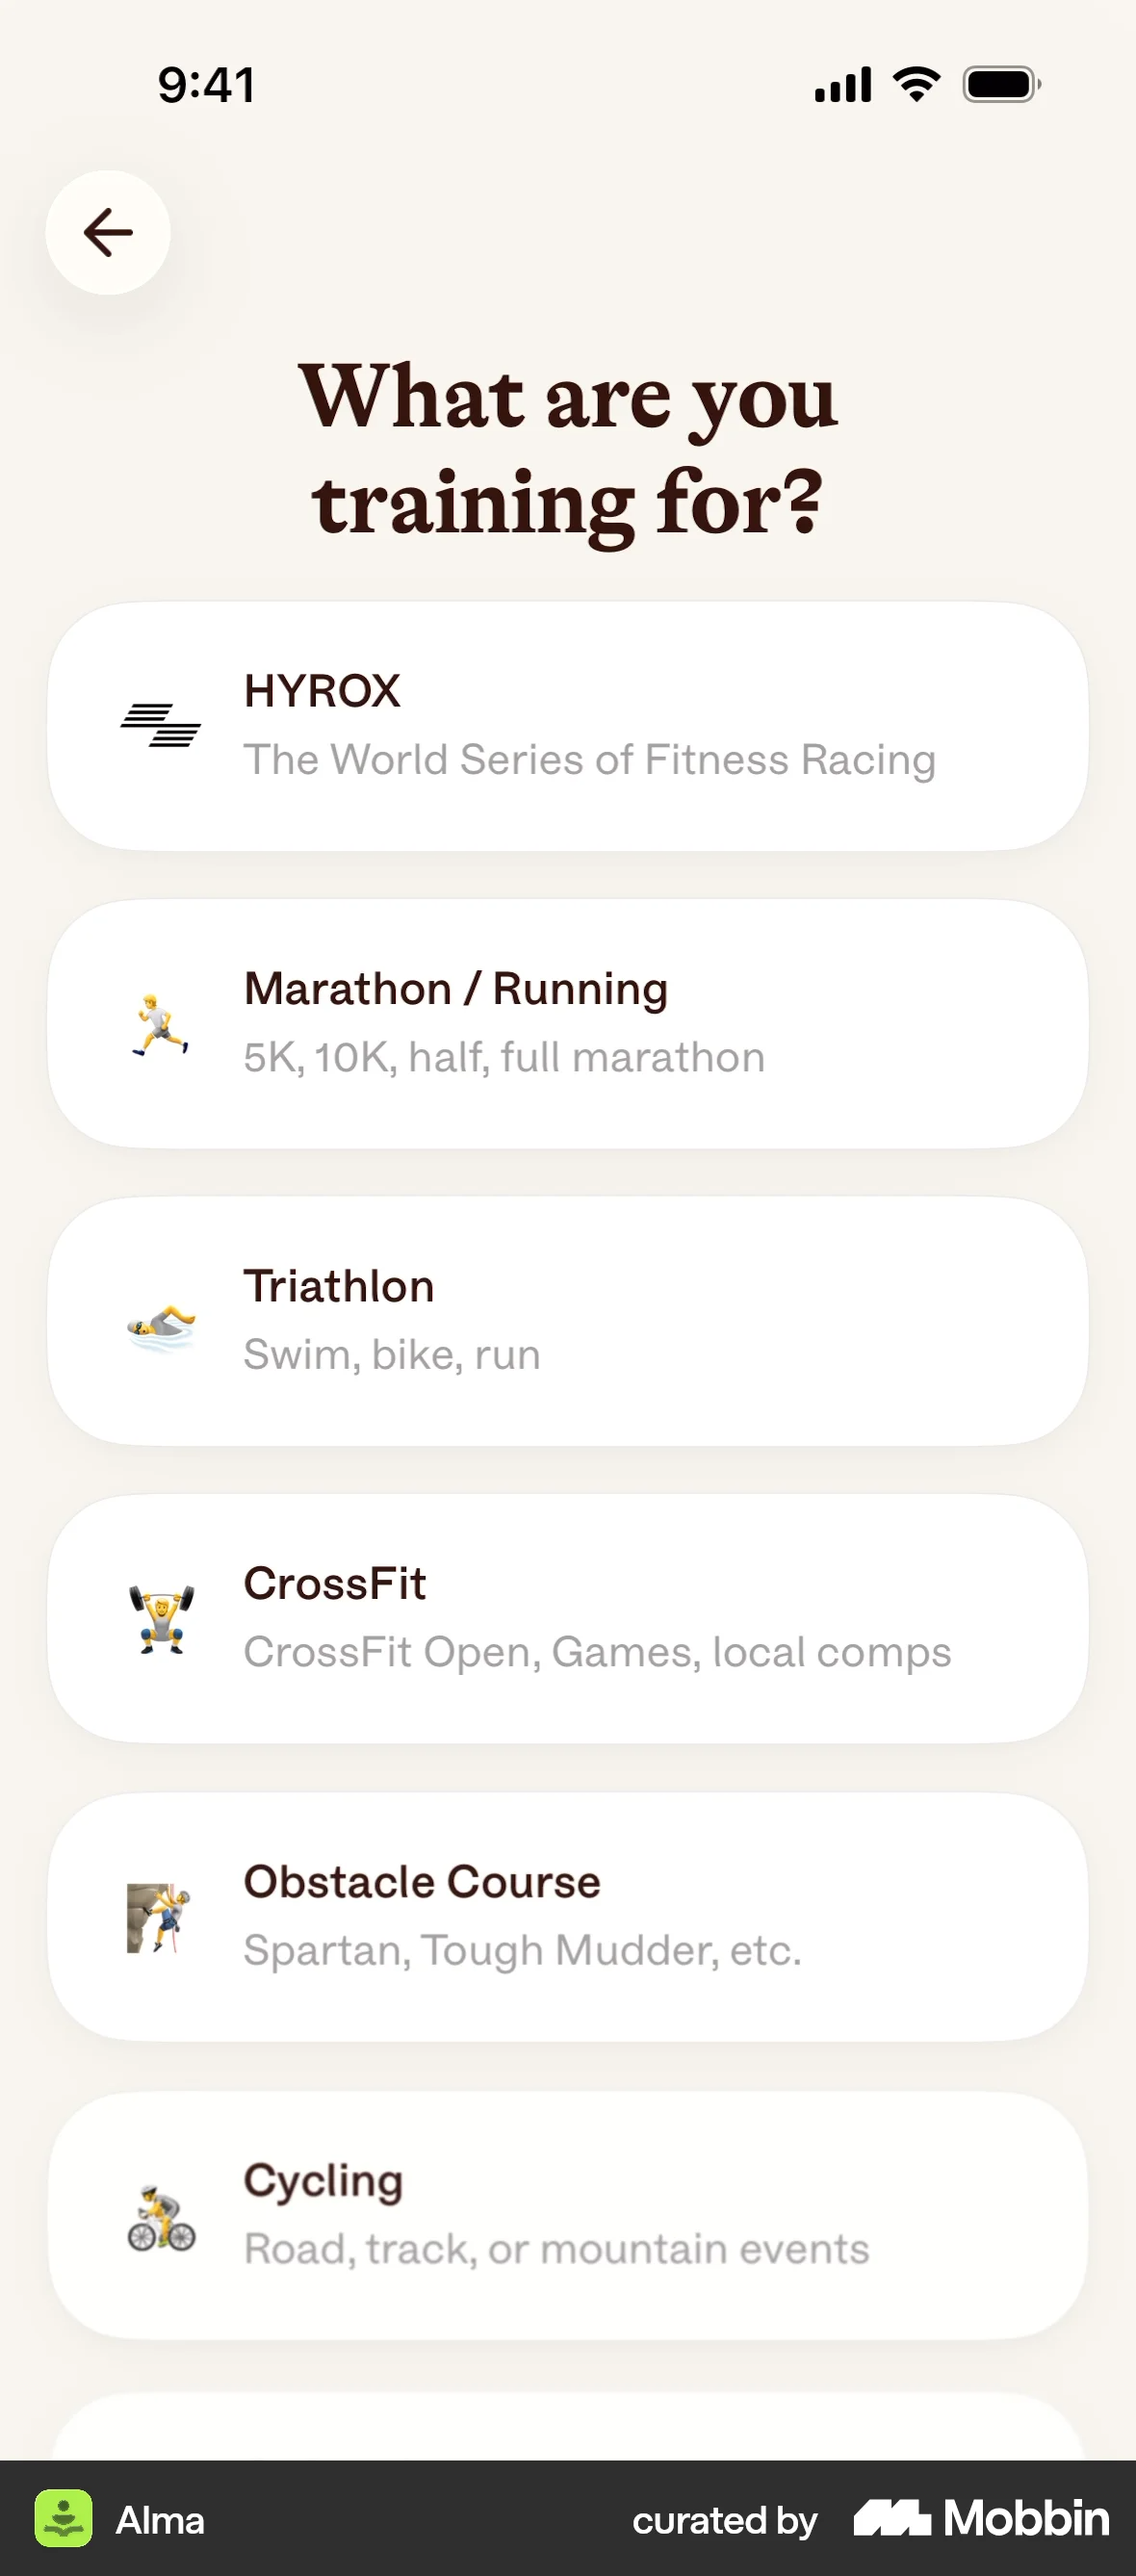 9:41
What are you
training for?
HYROX
The World Series of Fitness Racing
Marathon / Running
5K, 10K, half, full marathon
Triathlon
Swim, bike, run
CrossFit
CrossFit Open, Games, local comps
Obstacle Course
Spartan, Tough Mudder, etc.
Cycling
Road, track, or mountain events
Alma curated by Mobbin